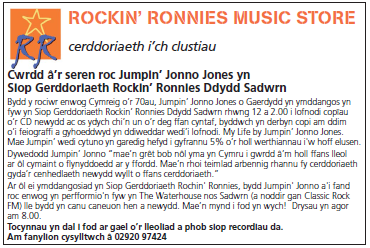 ROCKIN' RONNIES MUSIC STORE
RR
cerddoriaeth i'ch clustiau
Cwrdd â'r seren roc Jumpin' Jonno Jones yn
Siop Gerddoriaeth Rockin' Ronnies Ddydd Sadwrn
Bydd y rociwr enwog Cymreig o'r 70au, Jumpin' Jonno Jones o Gaerdydd yn ymddangos yn
fyw yn Siop Gerddoriaeth Rockin' Ronnies Ddydd Sadwrn rhwng 12 a 2.00 i lofnodi copïau
o'r CD newydd ac os ydych chi'n un o'r deg ffan cyntaf, byddwch yn derbyn copi am ddim
o'i feiograffi a gyhoeddwyd yn ddiweddar wedi'i lofnodi. My Life by Jumpin' Jonno Jones.
Mae Jumpin' wedi cytuno yn garedig hefyd i gyfrannu 5% o'r holl werthiannau i'w hoff elusen.
Dywedodd Jumpin' Jonno "mae'n grêt bob nôl yma yn Cymru i gwrdd â'm holl ffans lleol
ar ôl cymaint o flynyddoedd ar y ffordd. Mae'n rhoi teimlad arbennig rhannu fy cerddoriaeth
gyda'r cenhedlaeth newydd wyllt o ffans cerddoriaeth."
Ar ôl ei ymddangosiad yn Siop Gerddoriaeth Rochin' Ronnies, bydd Jumpin' Jonno a'i fand
roc enwog yn perfformio'n fyw yn The Waterhouse nos Sadwrn (a noddir gan Classic Rock
FM) lle bydd yn canu caneuon hen a newydd. Mae'n mynd i fod yn wych! Drysau yn agor
am 8.00.
Tocynnau yn dal i fod ar gael o'r lleoliad a phob siop recordiau da.
Am fanylion cysylltwch â 02920 97424